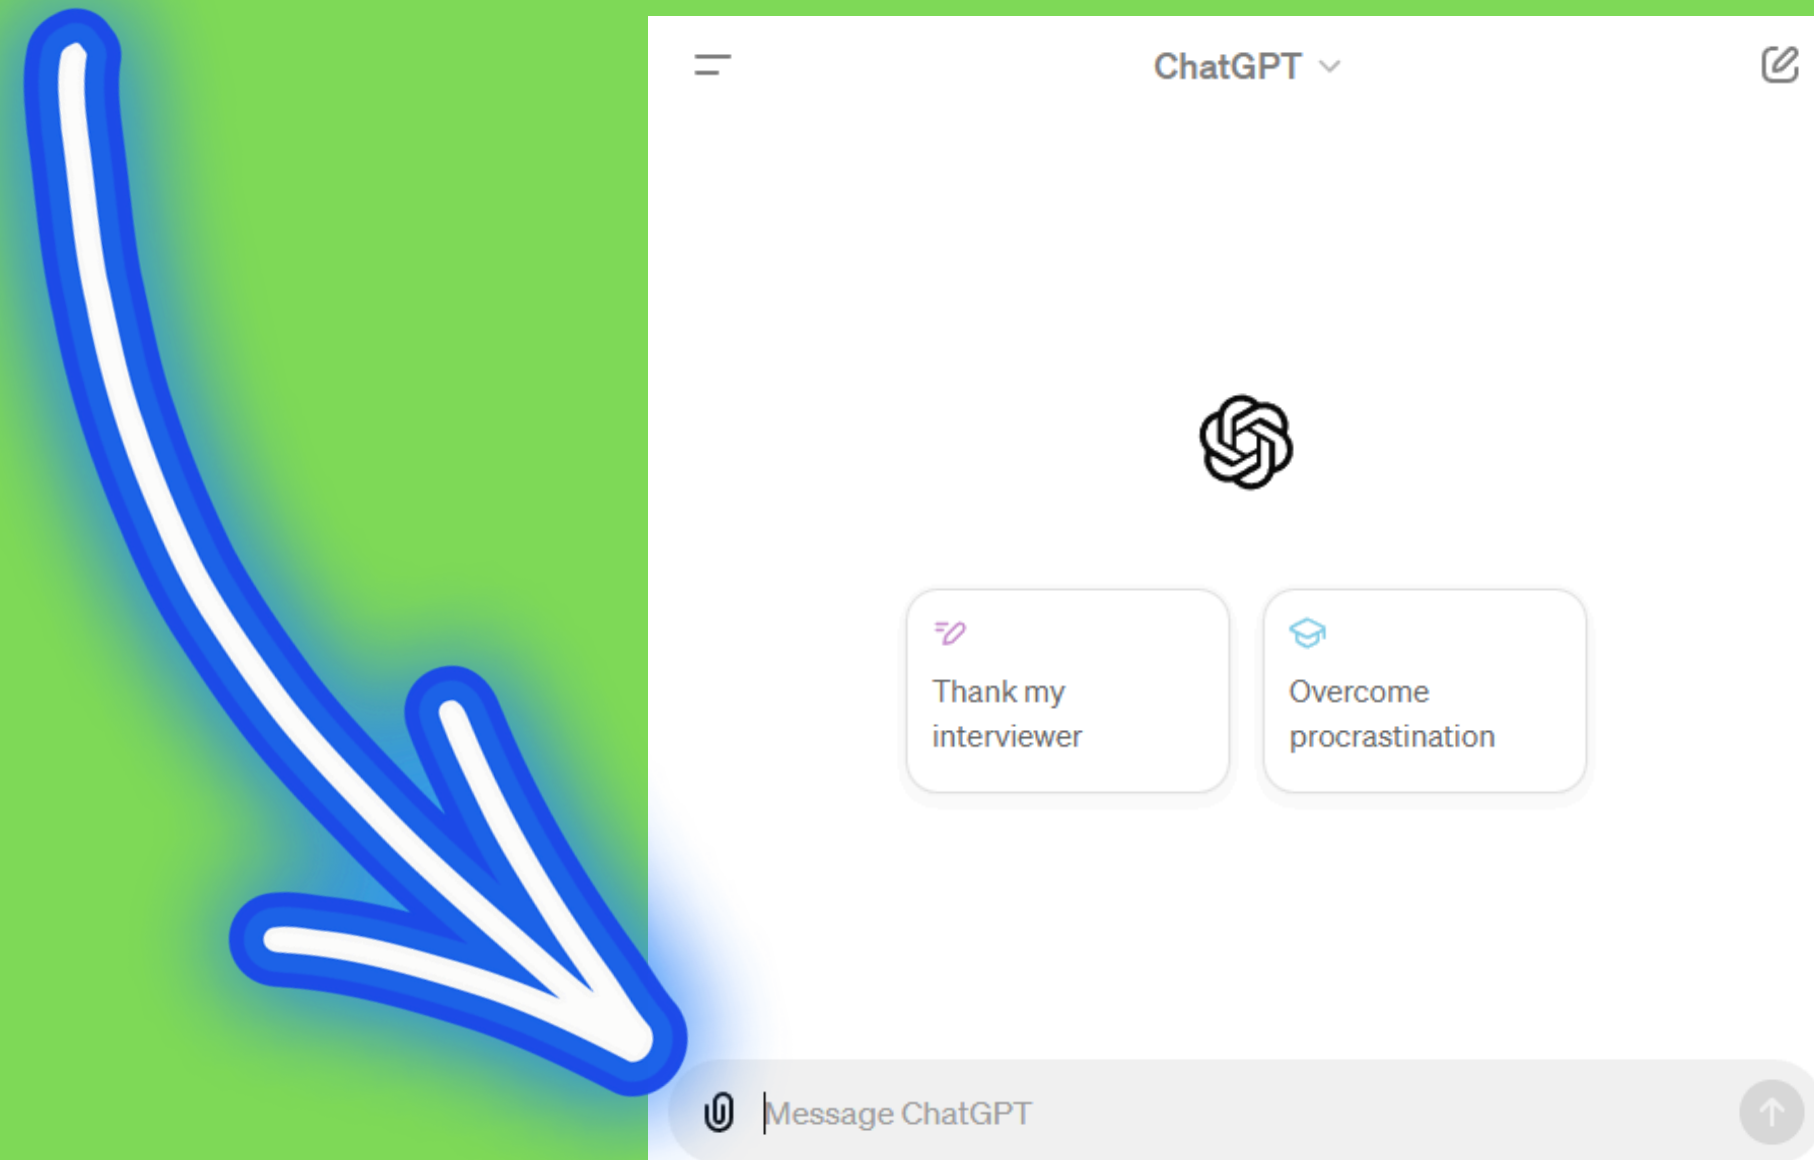 ChatGPT
Thank my
interviewer
Overcome
procrastination
Message ChatGPT